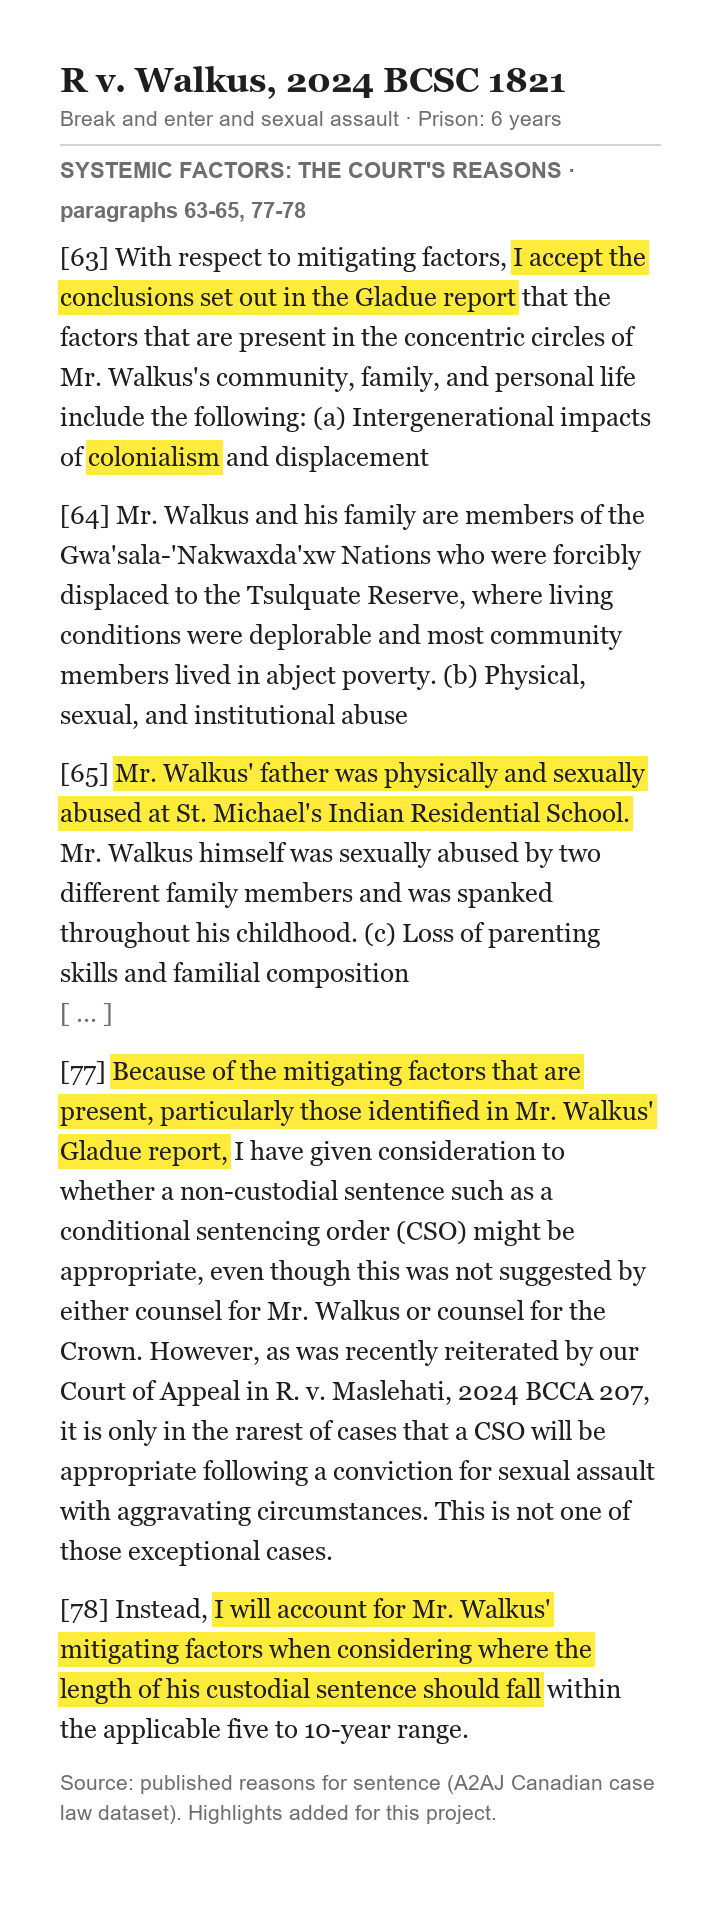 R v. Walkus, 2024 BCSC 1821
Break and enter and sexual assault · Prison: 6 years
SYSTEMIC FACTORS: THE COURT'S REASONS ·
paragraphs 63-65, 77-78
[63] With respect to mitigating factors, I accept the
conclusions set out in the Gladue report that the
factors that are present in the concentric circles of
Mr. Walkus's community, family, and personal life
include the following: (a) Intergenerational impacts
of colonialism and displacement
[64] Mr. Walkus and his family are members of the
Gwa'sala-'Nakwaxda'xw Nations who were forcibly
displaced to the Tsulquate Reserve, where living
conditions were deplorable and most community
members lived in abject poverty. (b) Physical,
sexual, and institutional abuse
[65] Mr. Walkus' father was physically and sexually
abused at St. Michael's Indian Residential School.
Mr. Walkus himself was sexually abused by two
different family members and was spanked
throughout his childhood. (c) Loss of parenting
skills and familial composition
[ ... ]
[77] Because of the mitigating factors that are
present, particularly those identified in Mr. Walkus'
Gladue report, I have given consideration to
whether a non-custodial sentence such as a
conditional sentencing order (CSO) might be
appropriate, even though this was not suggested by
either counsel for Mr. Walkus or counsel for the
Crown. However, as was recently reiterated by our
Court of Appeal in R. v. Maslehati, 2024 BCCA 207,
it is only in the rarest of cases that a CSO will be
appropriate following a conviction for sexual assault
with aggravating circumstances. This is not one of
those exceptional cases.
[78] Instead, I will account for Mr. Walkus'
mitigating factors when considering where the
length of his custodial sentence should fall within
the applicable five to 10-year range.
Source: published reasons for sentence (A2AJ Canadian case
law dataset). Highlights added for this project.